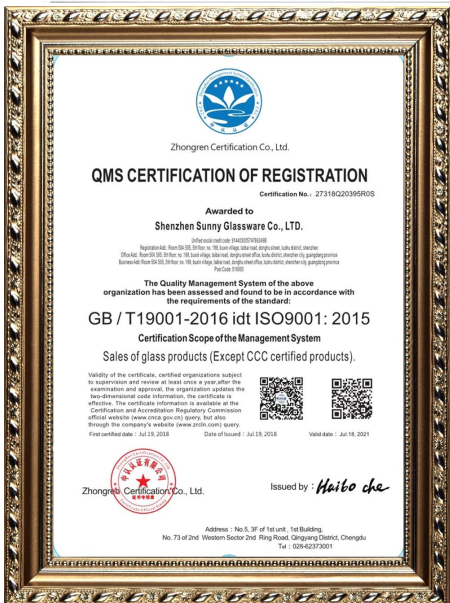 Zhongren Certification Co., Ltd.
QMS CERTIFICATION OF REGISTRATION
Certification No.: 27318Q20395R0S
Awarded to
Shenzhen Sunny Glassware Co., LTD.
The Quality Management System of the above
organization has been assessed and found to be in accordance with
the requirements of the standard:
GB / T19001-2016 idt ISO9001: 2015
Certification Scope of the Management System
Sales of glass products (Except CCC certified products).
Validity of the certificate, certified organizations subject
to supervision and review at least once a year,after the
examination and approval, the organization updates the
two-dimensional code information, the certificate is
effective. The certificate information is available at the
Certification and Accreditation Regulatory Commission
official website (www.cnca.gov.cn) query, but also
through the company's website (www.zrcln.com) query.
First certified date : Jul.19, 2018 Date of Issued : Jul.19, 2018 Valid date : Jul.18, 2021
Zhongren Certification Co., Ltd.
Issued by : Haibo che
Address : No.5, 3F of 1st unit , 1st Building,
No. 73 of 2nd Western Sector 2nd Ring Road, Qingyang District, Chengdu
Tel : 028-62373001